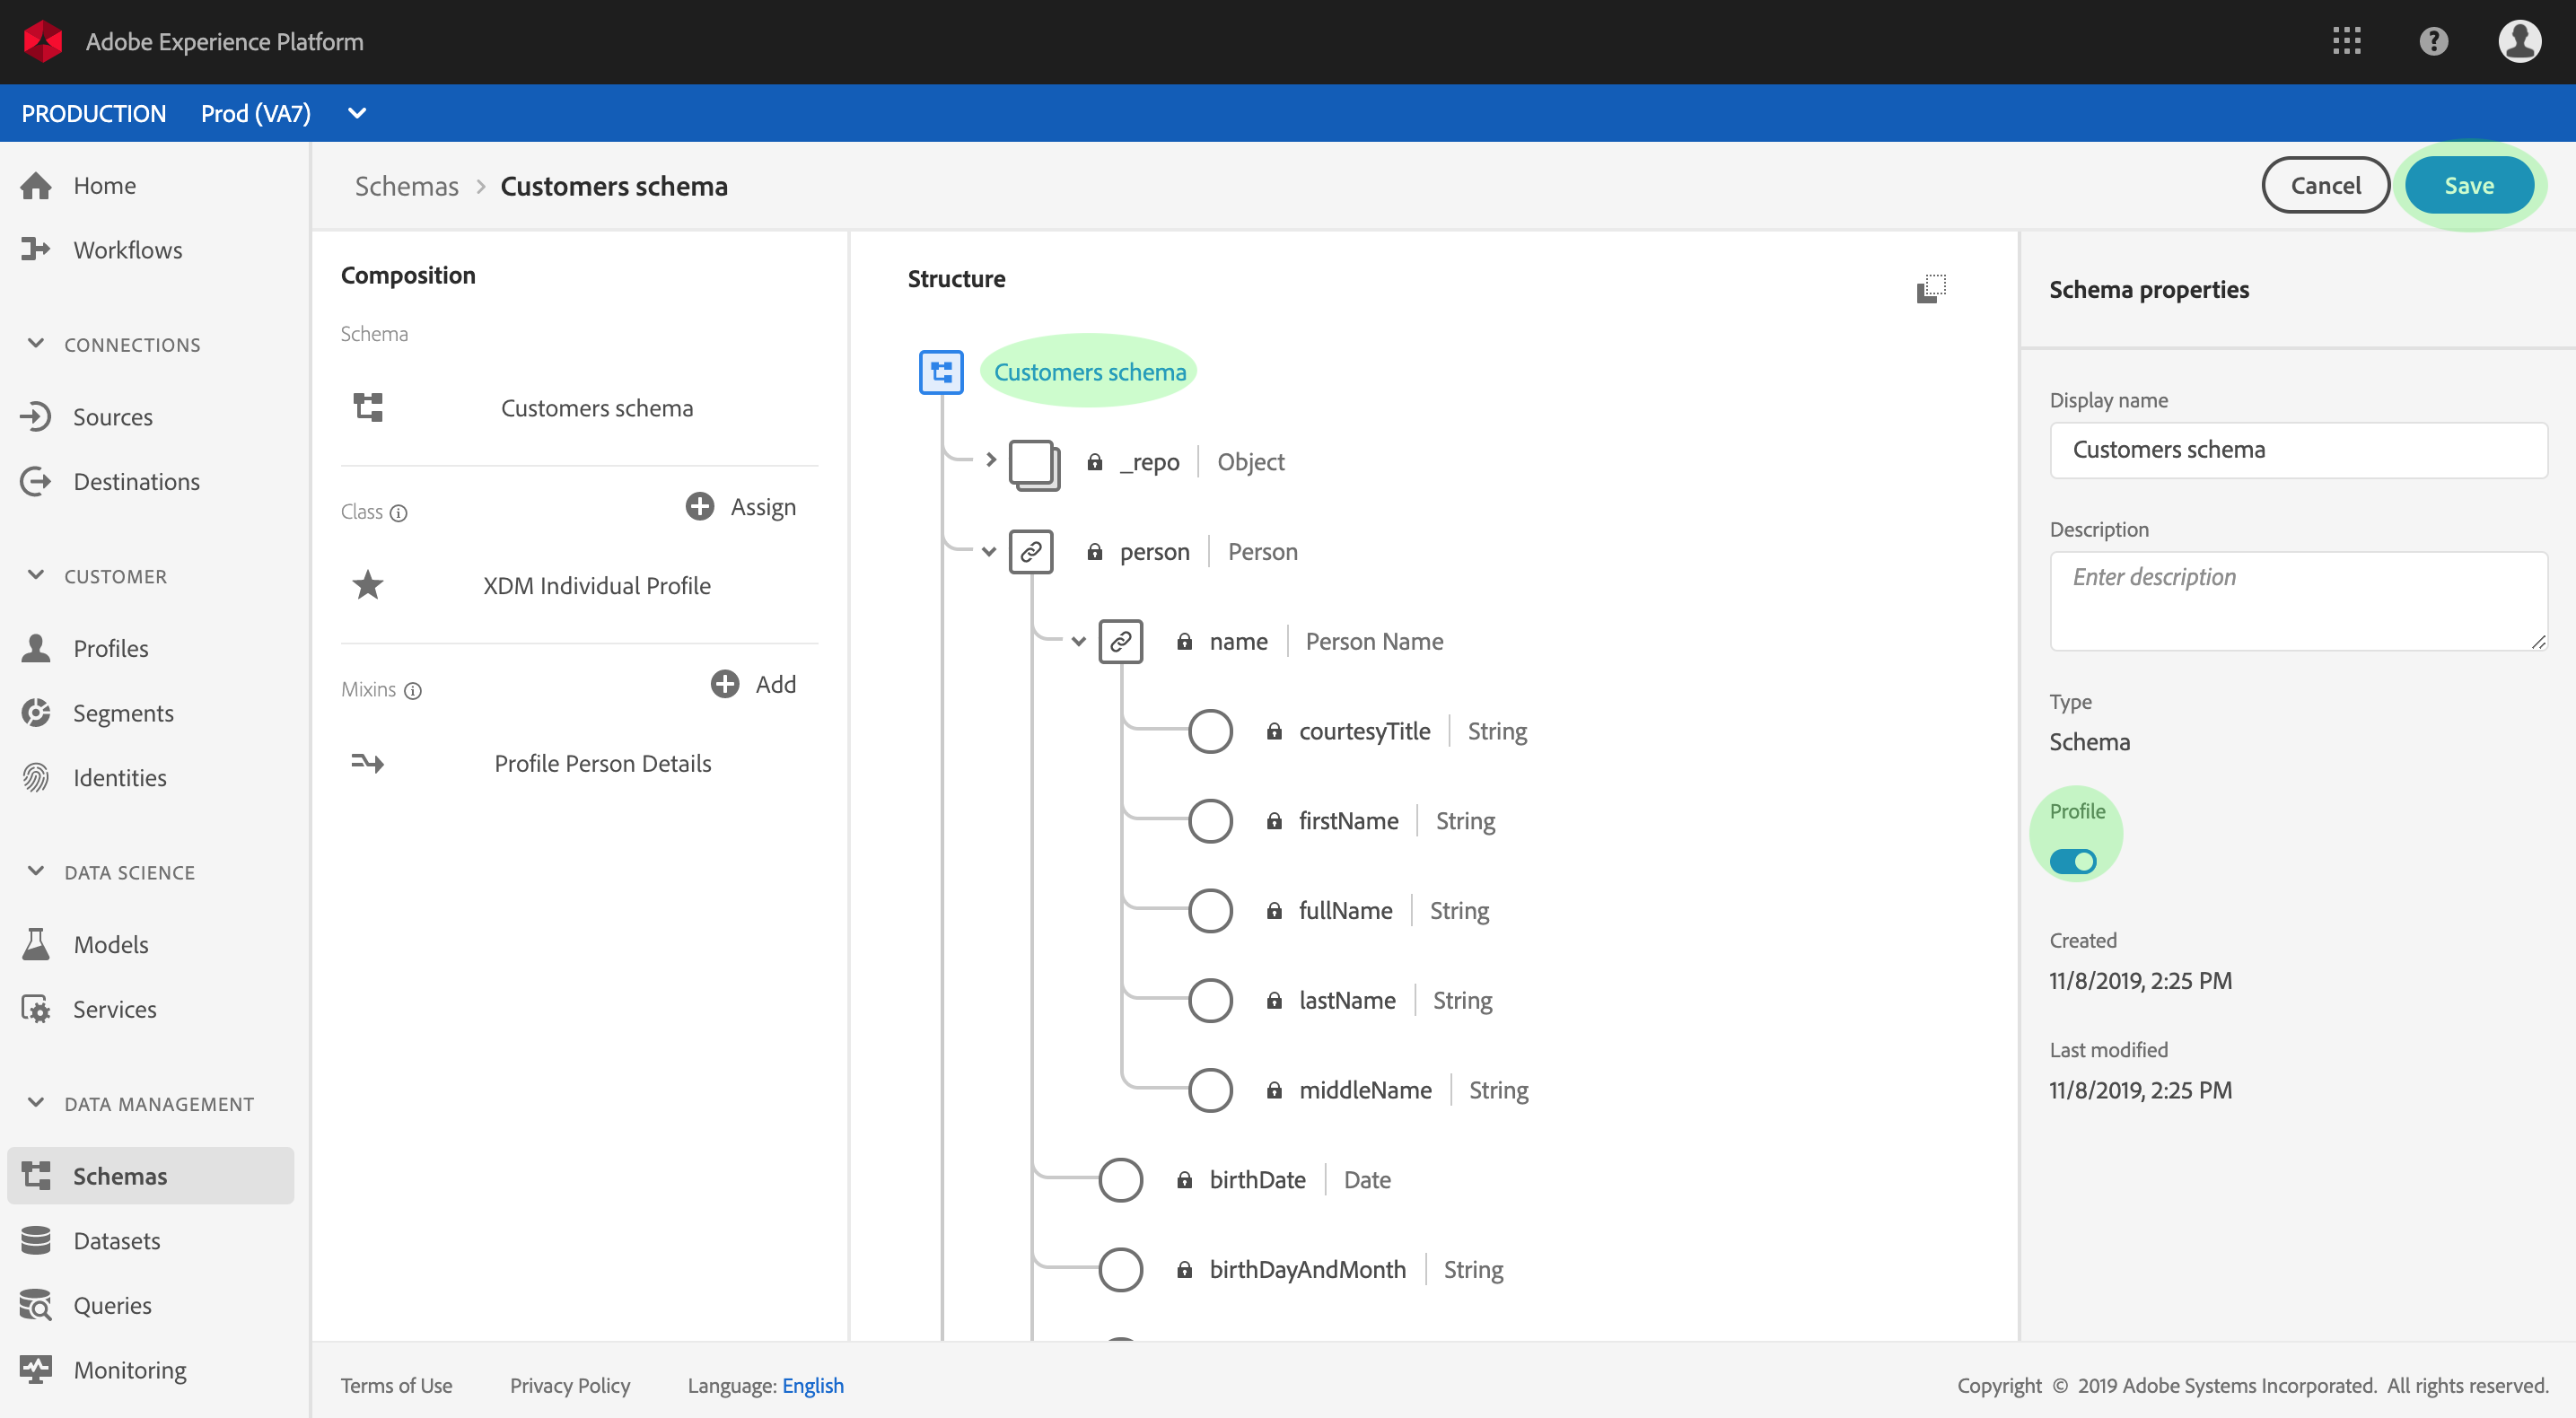 Adobe Experience Platform
PRODUCTION Prod (VA7)
Home
Workflows
CONNECTIONS
Sources
Destinations
CUSTOMER
Profiles
Segments
Identities
DATA SCIENCE
Models
Services
DATA MANAGEMENT
Schemas
Datasets
Queries
Monitoring
Schemas > Customers schema
Cancel
Save
Composition
Schema
Customers schema
Class
Assign
XDM Individual Profile
Mixins
Add
Profile Person Details
Structure
Customers schema
_repo | Object
person | Person
name | Person Name
courtesyTitle | String
firstName | String
fullName | String
lastName | String
middleName | String
birthDate | Date
birthDayAndMonth | String
Schema properties
Display name
Customers schema
Description
Enter description
Type
Schema
Profile
Created
11/8/2019, 2:25 PM
Last modified
11/8/2019, 2:25 PM
Terms of Use Privacy Policy Language: English
Copyright © 2019 Adobe Systems Incorporated. All rights reserved.